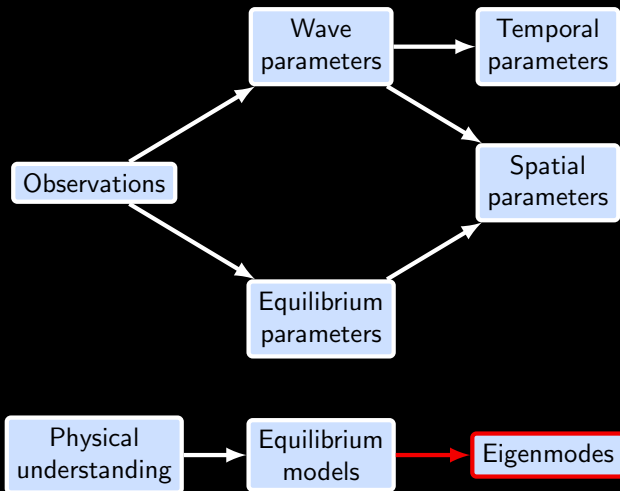 Wave
parameters
Temporal
parameters
Observations
Spatial
parameters
Equilibrium
parameters
Physical
understanding
Equilibrium
models
Eigenmodes